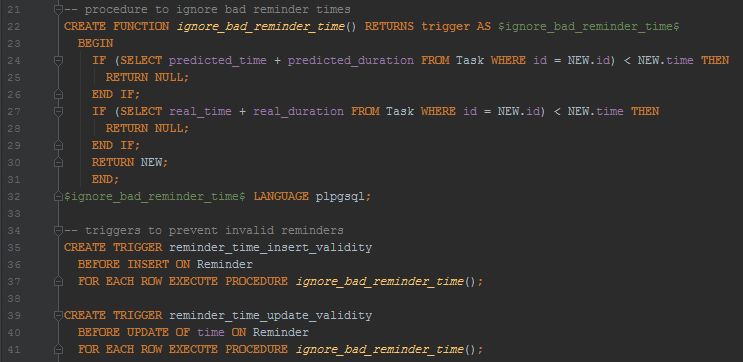 21 -- procedure to ignore bad reminder times
22 CREATE FUNCTION ignore_bad_reminder_time() RETURNS trigger AS $ignore_bad_reminder_time$
23   BEGIN
24     IF (SELECT predicted_time + predicted_duration FROM Task WHERE id = NEW.id) < NEW.time THEN
25       RETURN NULL;
26     END IF;
27     IF (SELECT real_time + real_duration FROM Task WHERE id = NEW.id) < NEW.time THEN
28       RETURN NULL;
29     END IF;
30     RETURN NEW;
31     END;
32 $ignore_bad_reminder_time$ LANGUAGE plpgsql;
33
34 -- triggers to prevent invalid reminders
35 CREATE TRIGGER reminder_time_insert_validity
36   BEFORE INSERT ON Reminder
37   FOR EACH ROW EXECUTE PROCEDURE ignore_bad_reminder_time();
38
39 CREATE TRIGGER reminder_time_update_validity
40   BEFORE UPDATE OF time ON Reminder
41   FOR EACH ROW EXECUTE PROCEDURE ignore_bad_reminder_time();